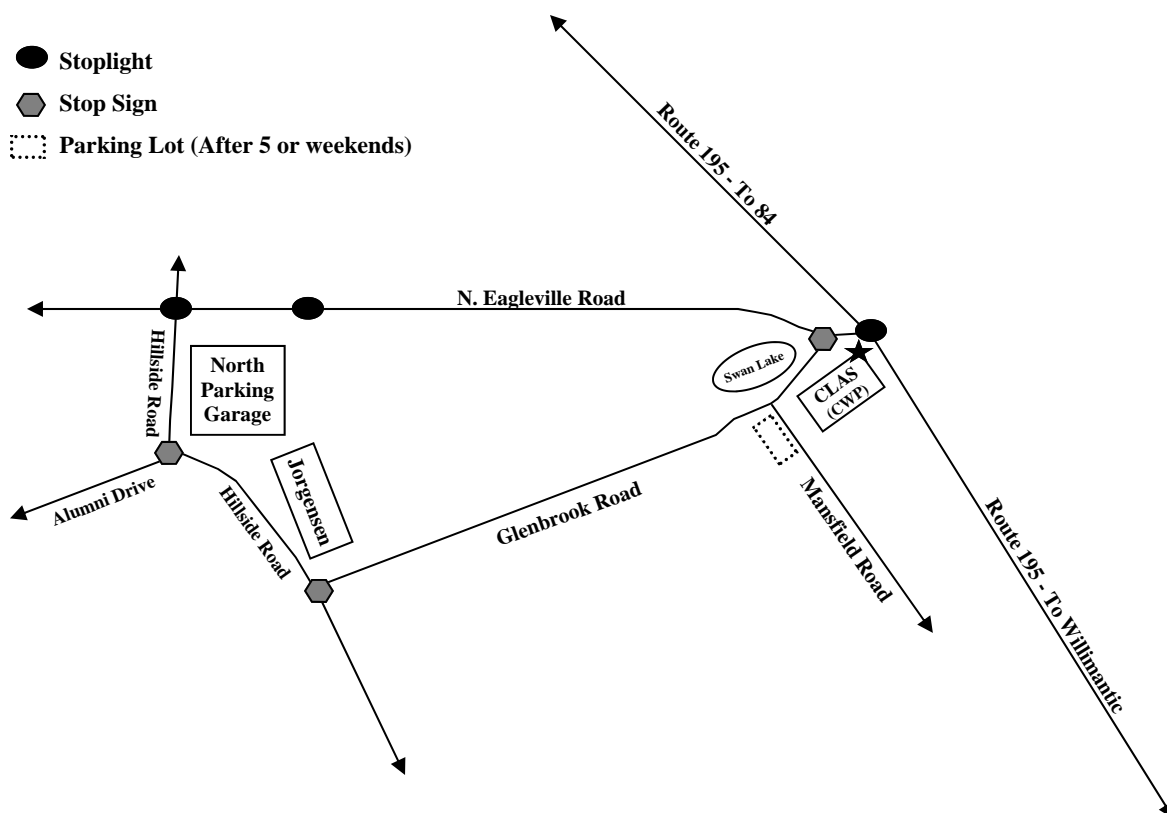 Stoplight
Stop Sign
Parking Lot (After 5 or weekends)
Route 195 - To 84
N. Eagleville Road
Swan Lake
CLAS
(CWP)
Hillside Road
North
Parking
Garage
Jorgensen
Alumni Drive
Hillside Road
Glenbrook Road
Mansfield Road
Route 195 - To Willimantic